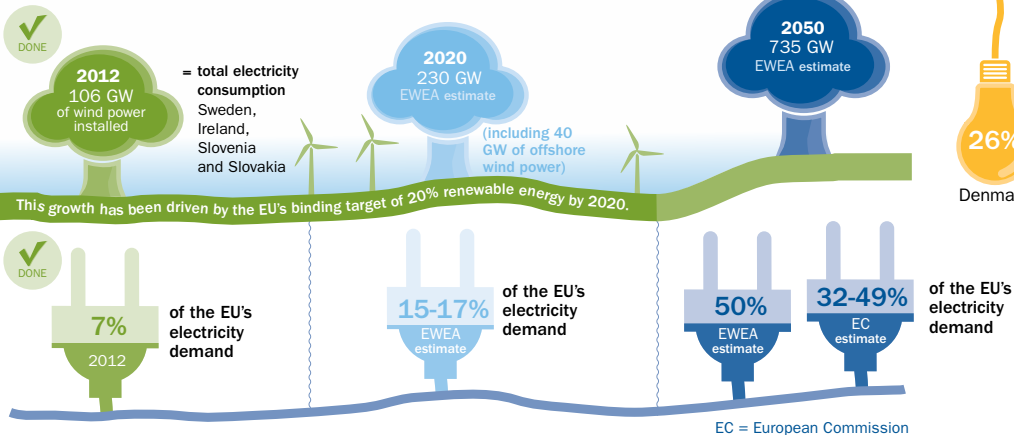 DONE
2012
106 GW
of wind power
installed
= total electricity
consumption
Sweden,
Ireland,
Slovenia
and Slovakia
2020
230 GW
EWEA estimate
(including 40
GW of offshore
wind power)
2050
735 GW
EWEA estimate
26%
This growth has been driven by the EU's binding target of 20% renewable energy by 2020.
DONE
7%
2012
of the EU's
electricity
demand
15-17%
EWEA
estimate
of the EU's
electricity
demand
50%
EWEA
estimate
32-49%
EC
estimate
of the EU's
electricity
demand
EC = European Commission